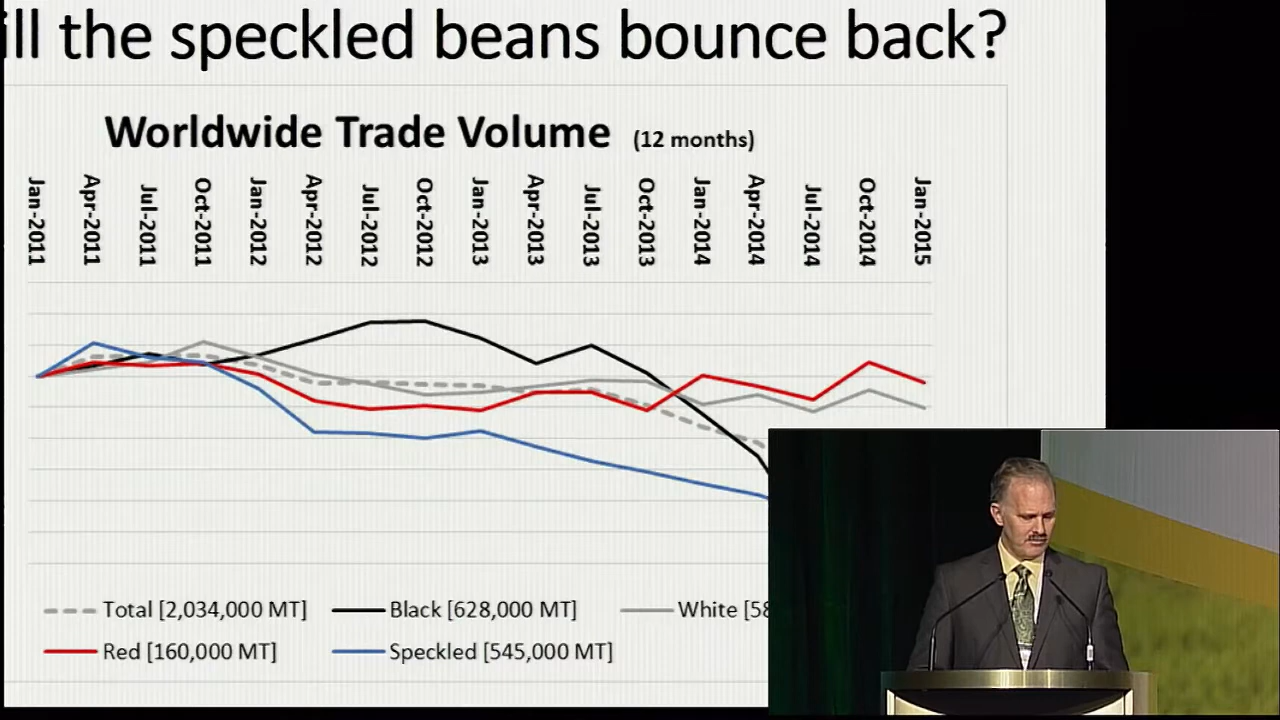 ill the speckled beans bounce back?
Worldwide Trade Volume (12 months)
Jan-2011
Apr-2011
Jul-2011
Oct-2011
Jan-2012
Apr-2012
Jul-2012
Oct-2012
Jan-2013
Apr-2013
Jul-2013
Oct-2013
Jan-2014
Apr-2014
Jul-2014
Oct-2014
Jan-2015
Total [2,034,000 MT] Black [628,000 MT] White [58
Red [160,000 MT] Speckled [545,000 MT]